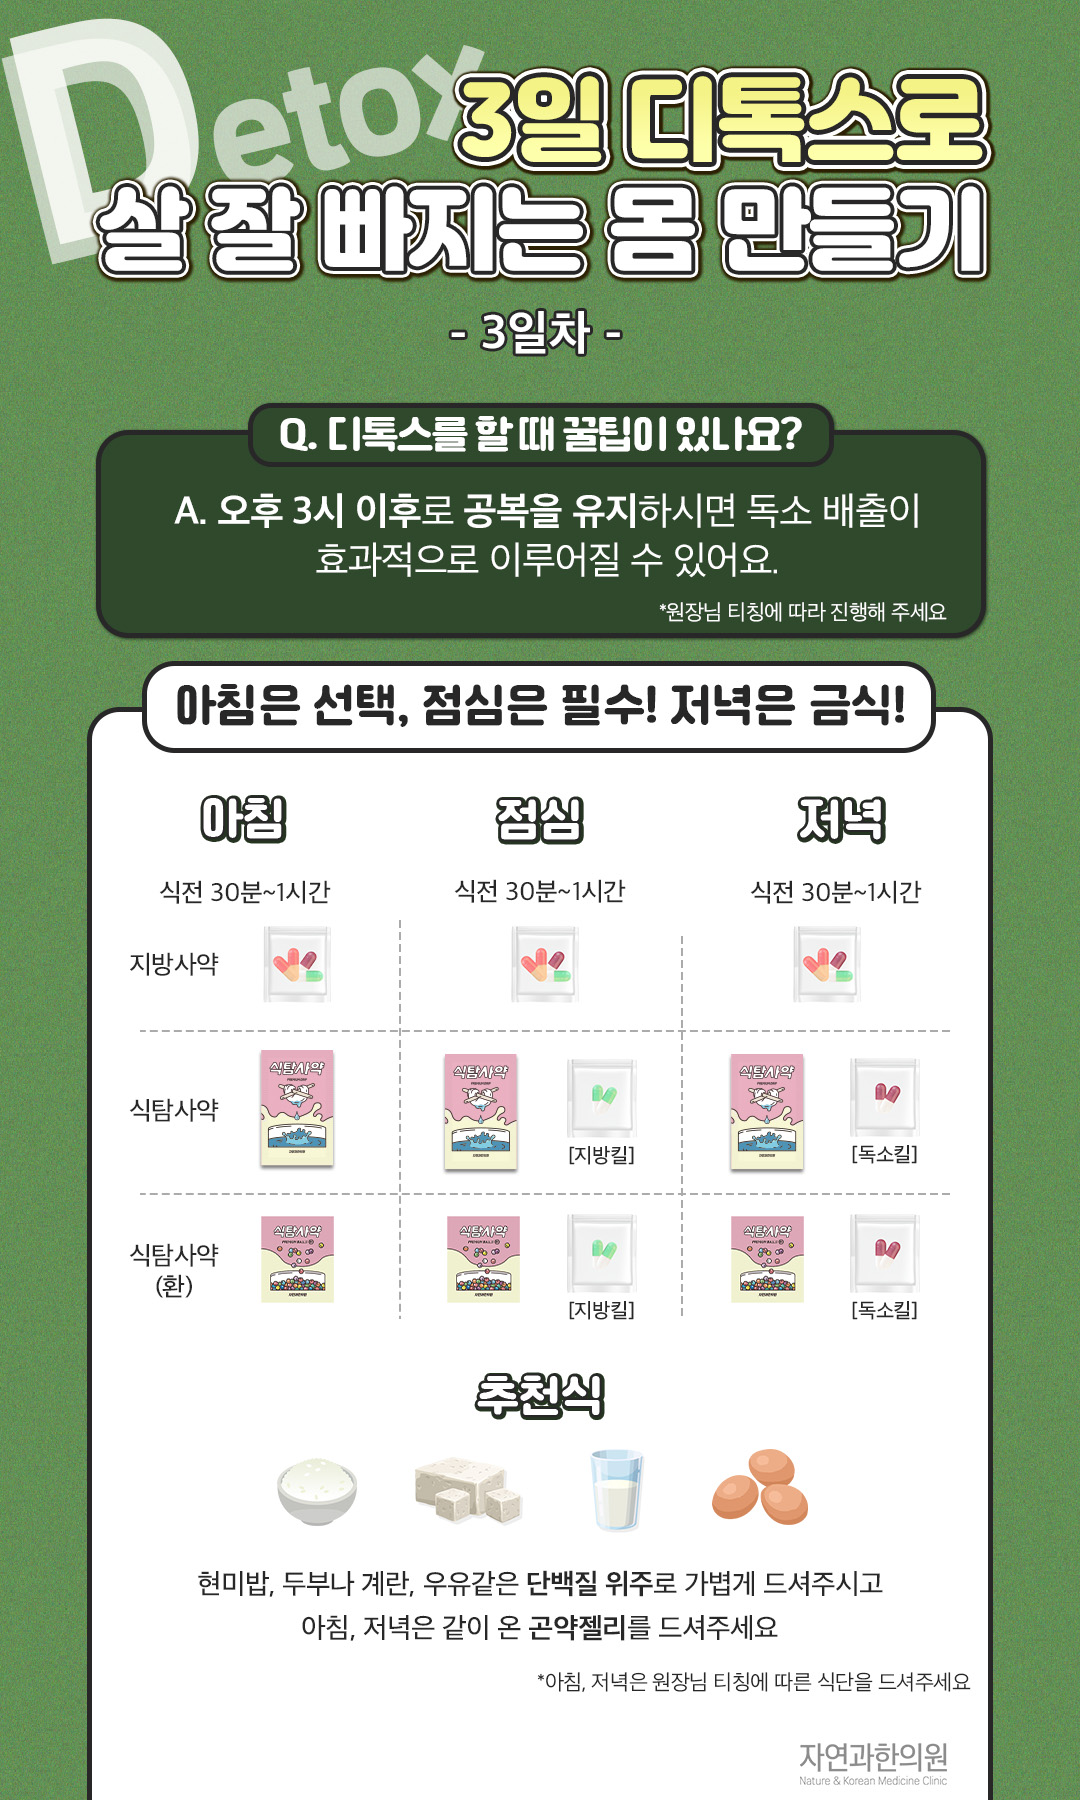 Detox
3일 디톡스로
살 잘 빠지는 몸 만들기
- 3일차 -
Q. 디톡스를 할 때 꿀팁이 있나요?
A. 오후 3시 이후로 공복을 유지하시면 독소 배출이
효과적으로 이루어질 수 있어요.
*원장님 티칭에 따라 진행해 주세요
아침은 선택, 점심은 필수! 저녁은 금식!
아침 점심 저녁
식전 30분~1시간 식전 30분~1시간 식전 30분~1시간
지방사약
식탐사약 식탐사약 식탐사약
식탐사약
[지방킬] [독소킬]
식탐사약 식탐사약 식탐사약
식탐사약
(환)
[지방킬] [독소킬]
추천식
현미밥, 두부나 계란, 우유같은 단백질 위주로 가볍게 드셔주시고
아침, 저녁은 같이 온 곤약젤리를 드셔주세요
*아침, 저녁은 원장님 티칭에 따른 식단을 드셔주세요
자연과한의원
Nature & Korean Medicine Clinic